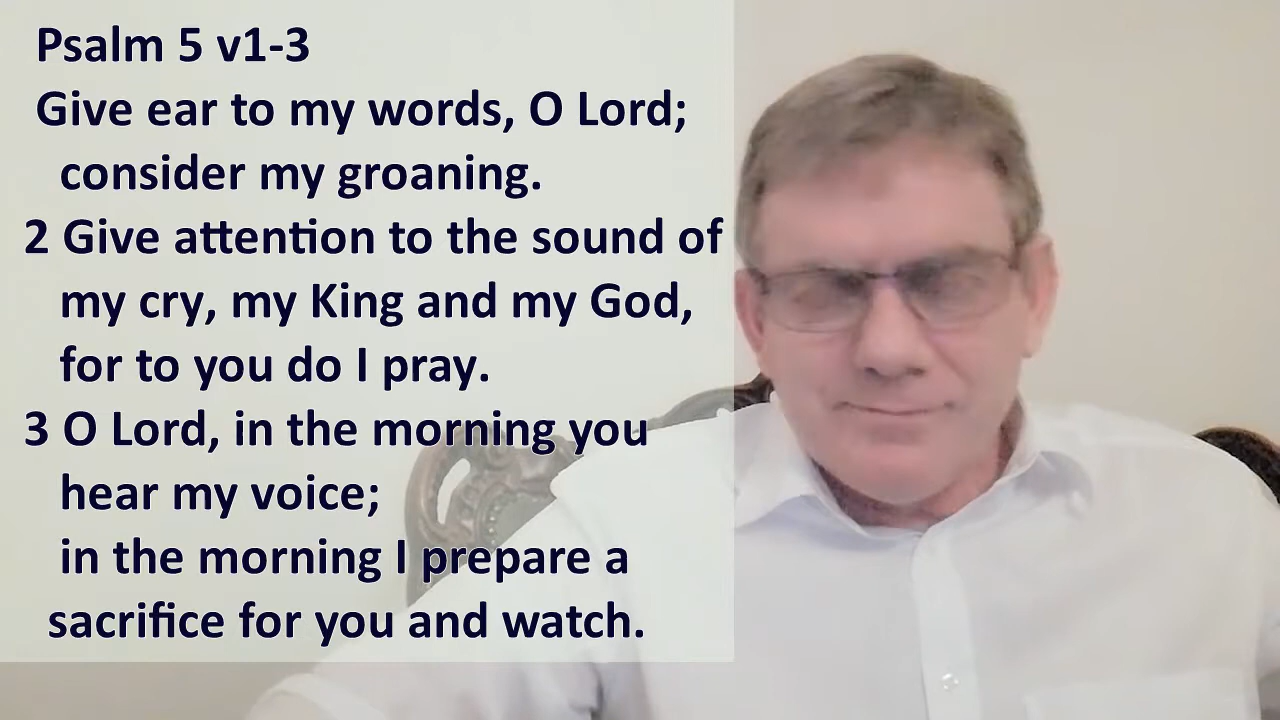 Psalm 5 v1-3
Give ear to my words, O Lord;
consider my groaning.
2 Give attention to the sound of
my cry, my King and my God,
for to you do I pray.
3 O Lord, in the morning you
hear my voice;
in the morning I prepare a
sacrifice for you and watch.